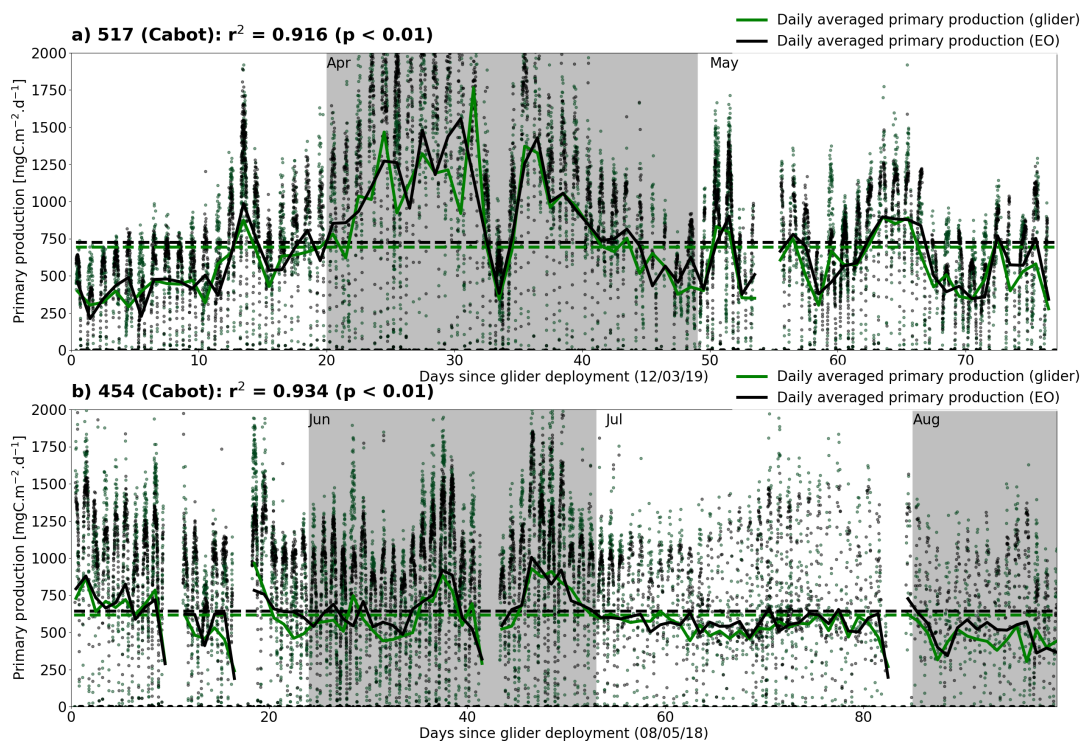 Daily averaged primary production (glider)
a) 517 (Cabot): r² = 0.916 (p < 0.01)
Daily averaged primary production (EO)
2000
Apr
May
1750
1500
1250
1000
750
500
250
0
Primary production [mgC.m⁻².d⁻¹]
10
20
30
40
50
60
70
Days since glider deployment (12/03/19)
Daily averaged primary production (glider)
b) 454 (Cabot): r² = 0.934 (p < 0.01)
Daily averaged primary production (EO)
2000
Jun
Jul
Aug
1750
1500
1250
1000
750
500
250
0
Primary production [mgC.m⁻².d⁻¹]
0
20
40
60
80
Days since glider deployment (08/05/18)